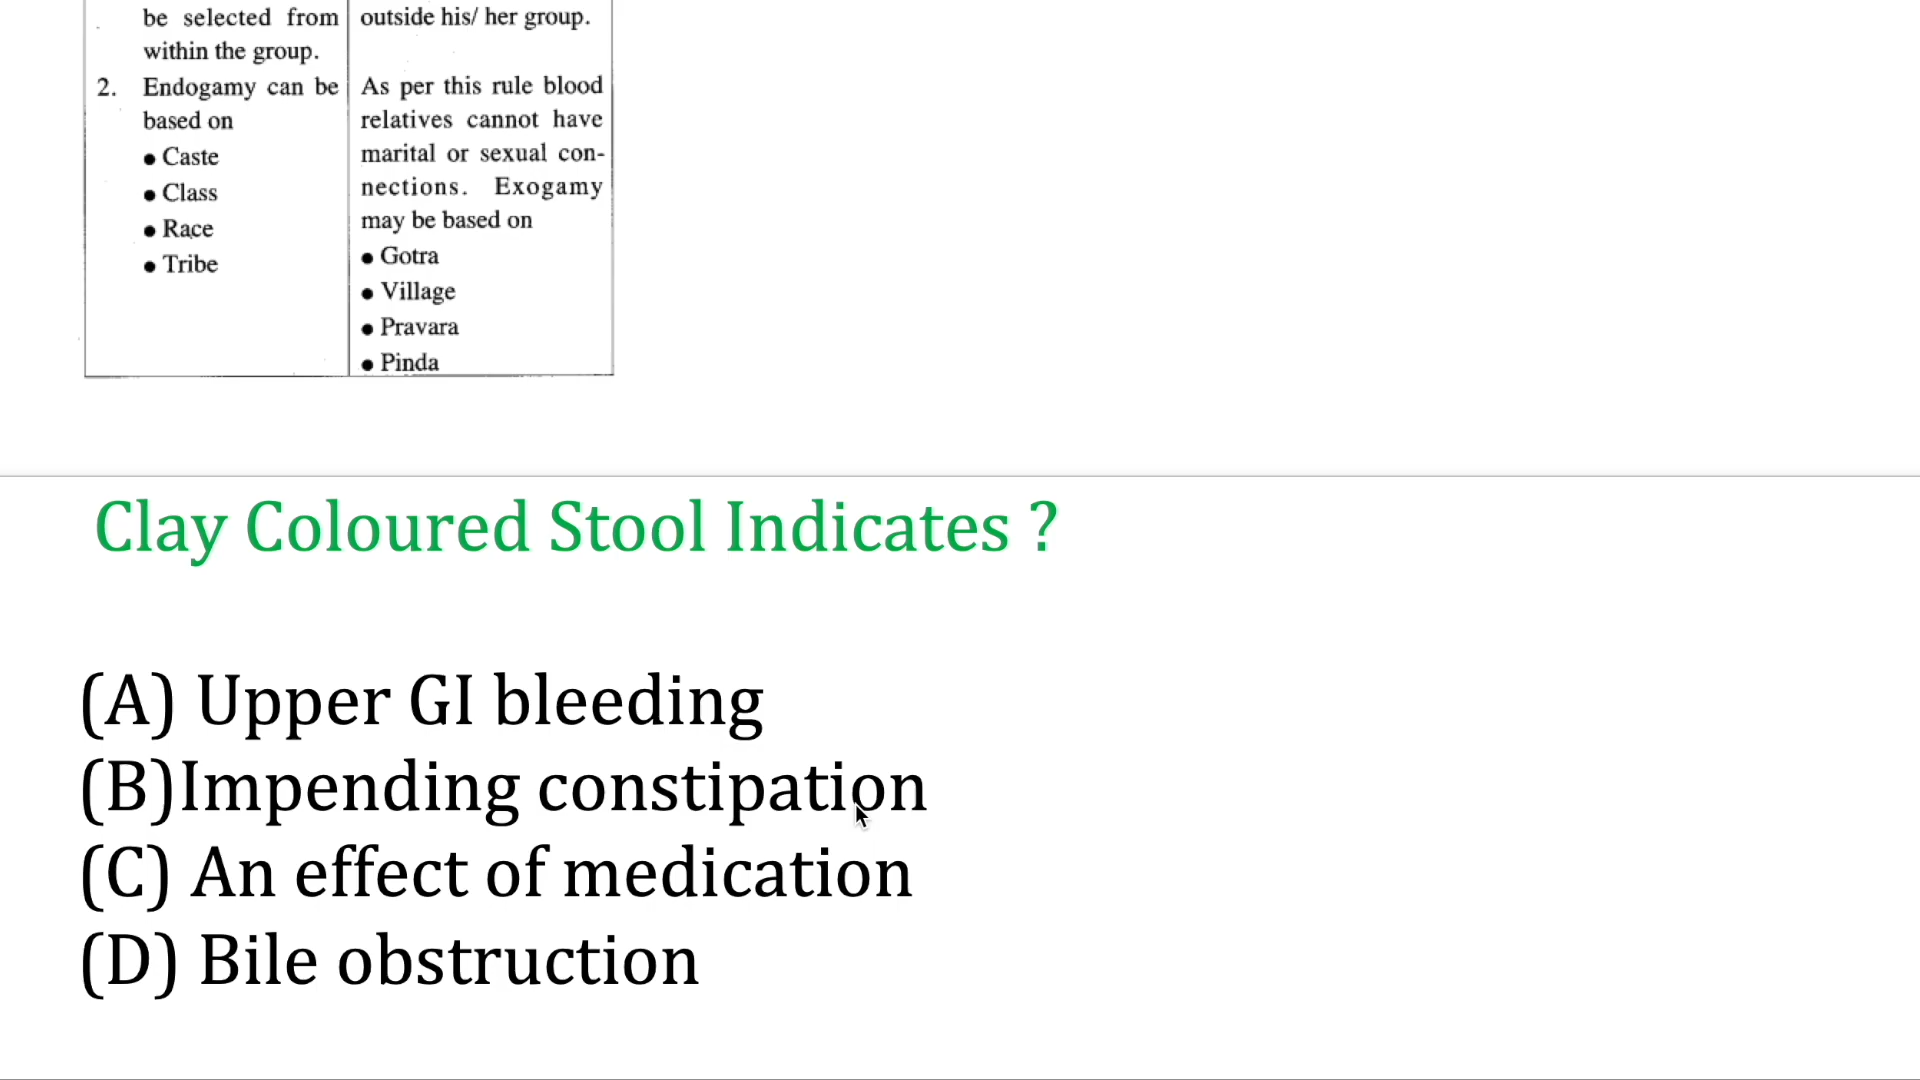 be selected from
within the group.
outside his/ her group.
2. Endogamy can be
based on
• Caste
• Class
• Race
• Tribe
As per this rule blood
relatives cannot have
marital or sexual con-
nections. Exogamy
may be based on
• Gotra
• Village
• Pravara
• Pinda
Clay Coloured Stool Indicates ?
(A) Upper GI bleeding
(B)Impending constipation
(C) An effect of medication
(D) Bile obstruction